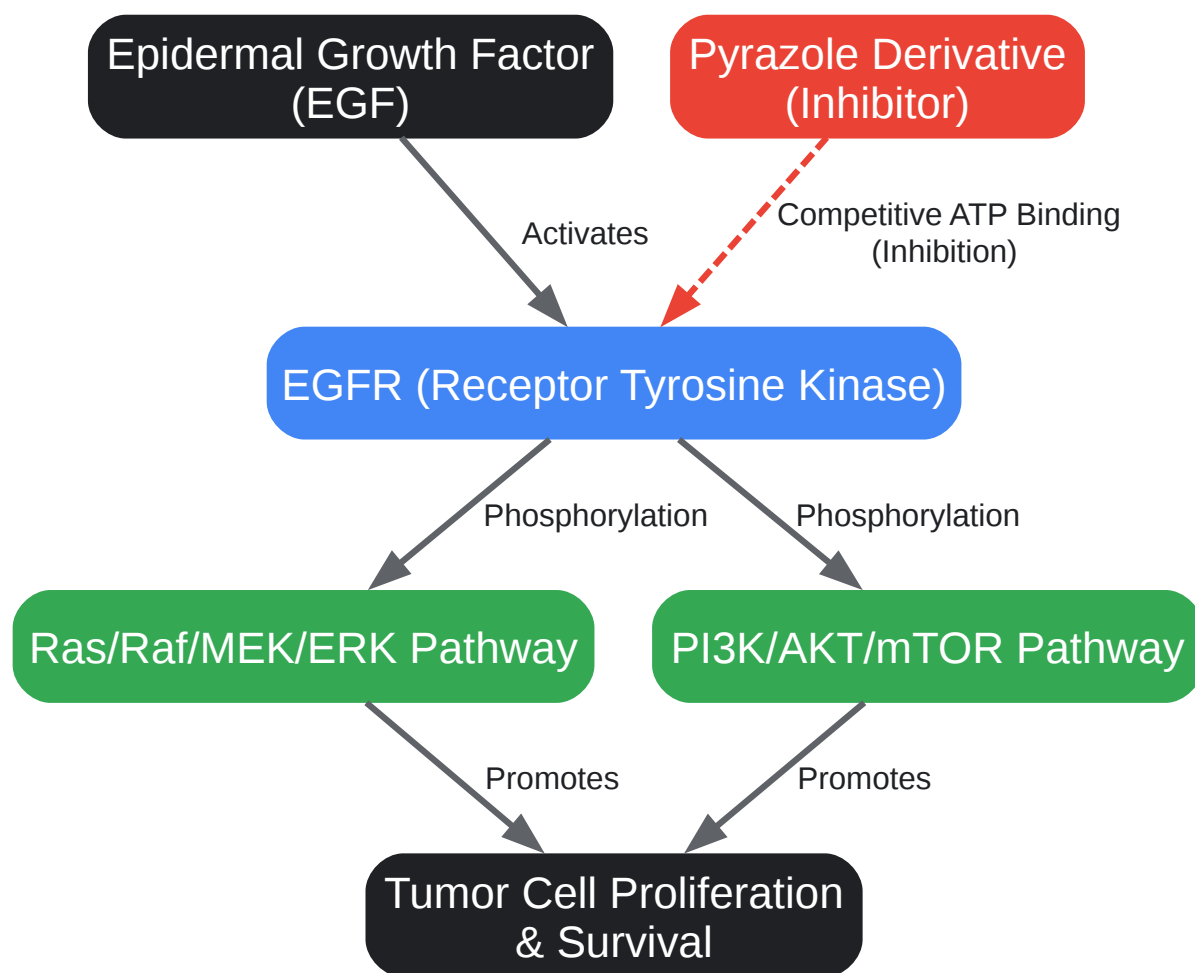 Epidermal Growth Factor
(EGF)
Pyrazole Derivative
(Inhibitor)
Activates
Competitive ATP Binding
(Inhibition)
EGFR (Receptor Tyrosine Kinase)
Phosphorylation
Phosphorylation
Ras/Raf/MEK/ERK Pathway
PI3K/AKT/mTOR Pathway
Promotes
Promotes
Tumor Cell Proliferation
& Survival